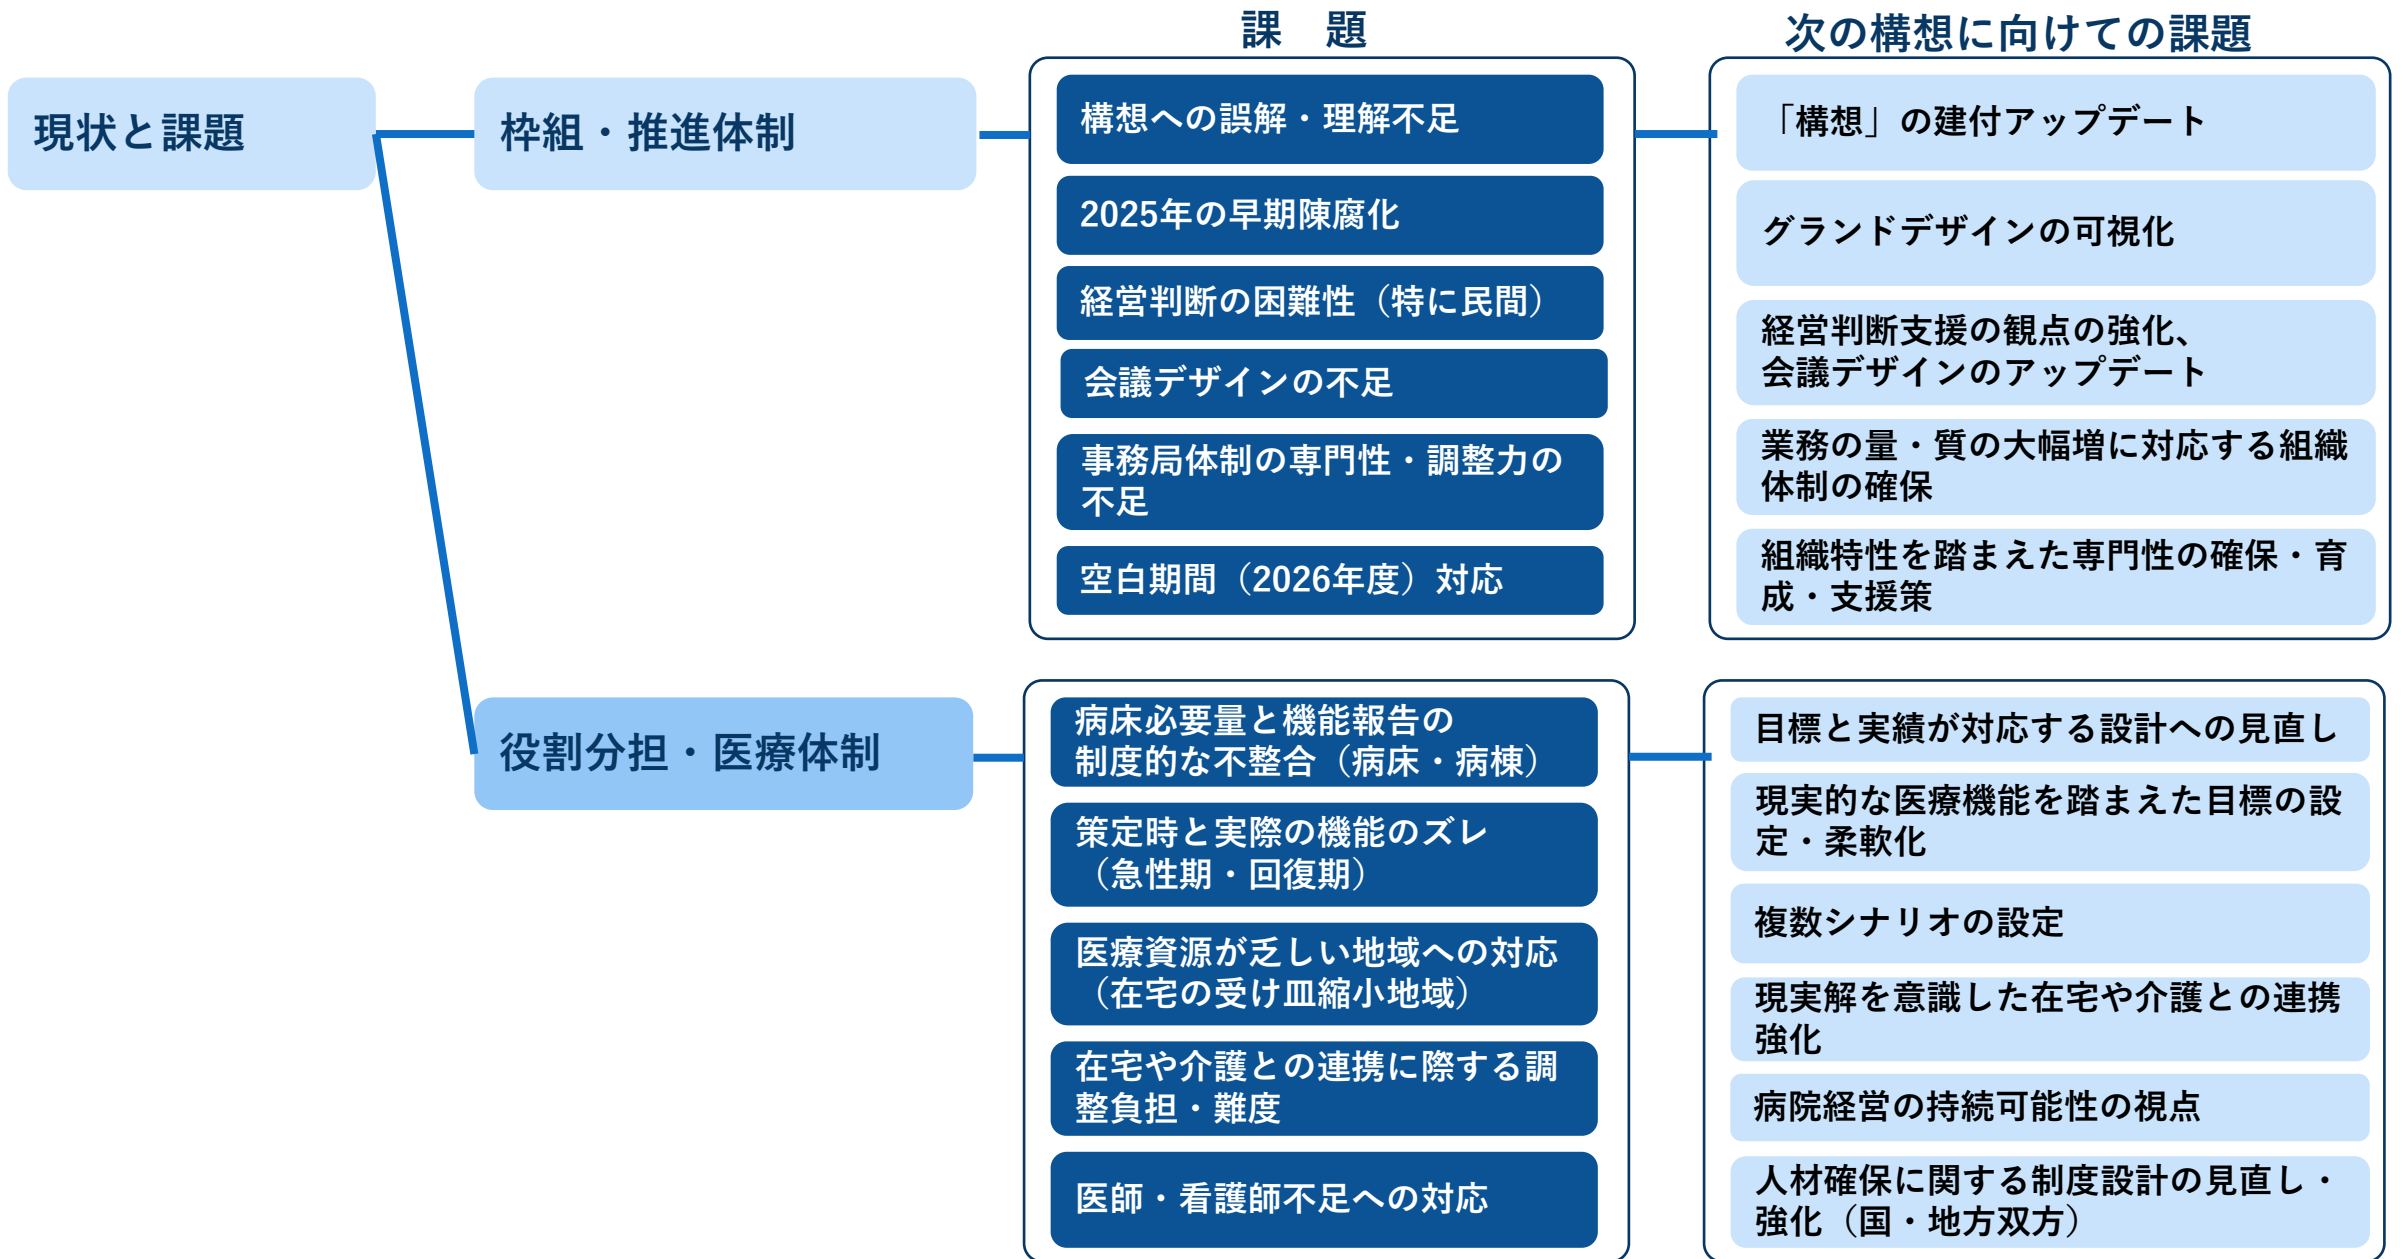 課　題
次の構想に向けての課題
現状と課題
枠組・推進体制
構想への誤解・理解不足
2025年の早期陳腐化
経営判断の困難性（特に民間）
会議デザインの不足
事務局体制の専門性・調整力の
不足
空白期間（2026年度）対応
「構想」の建付アップデート
グランドデザインの可視化
経営判断支援の観点の強化、
会議デザインのアップデート
業務の量・質の大幅増に対応する組織
体制の確保
組織特性を踏まえた専門性の確保・育
成・支援策
役割分担・医療体制
病床必要量と機能報告の
制度的な不整合（病床・病棟）
策定時と実際の機能のズレ
（急性期・回復期）
医療資源が乏しい地域への対応
（在宅の受け皿縮小地域）
在宅や介護との連携に際する調
整負担・難度
医師・看護師不足への対応
目標と実績が対応する設計への見直し
現実的な医療機能を踏まえた目標の設
定・柔軟化
複数シナリオの設定
現実解を意識した在宅や介護との連携
強化
病院経営の持続可能性の視点
人材確保に関する制度設計の見直し・
強化（国・地方双方）